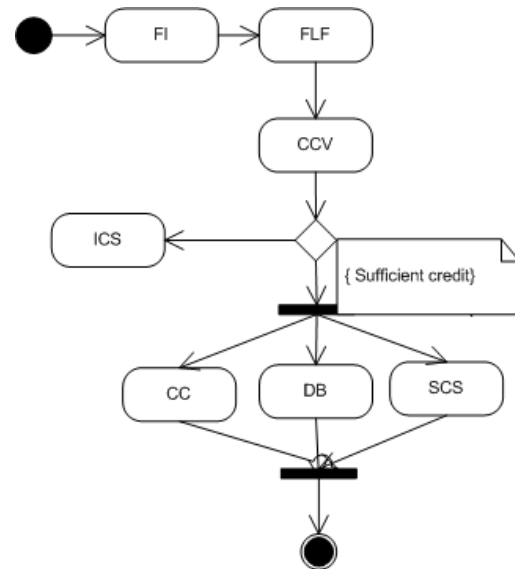 FI
FLF
CCV
ICS
{ Sufficient credit}
CC
DB
SCS